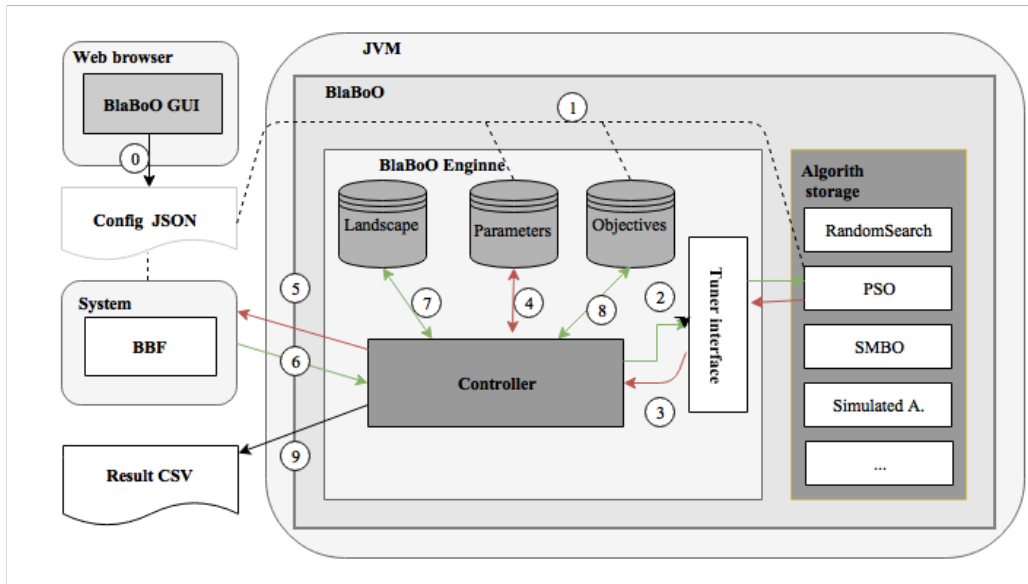 JVM
Web browser
BlaBoO GUI
BlaBoO
0
1
BlaBoO Enginne
Algorith
storage
Config JSON
Landscape
Parameters
Objectives
RandomSearch
Tuner interface
System
5
7
4
8
2
PSO
BBF
6
SMBO
Controller
3
Simulated A.
9
Result CSV
...